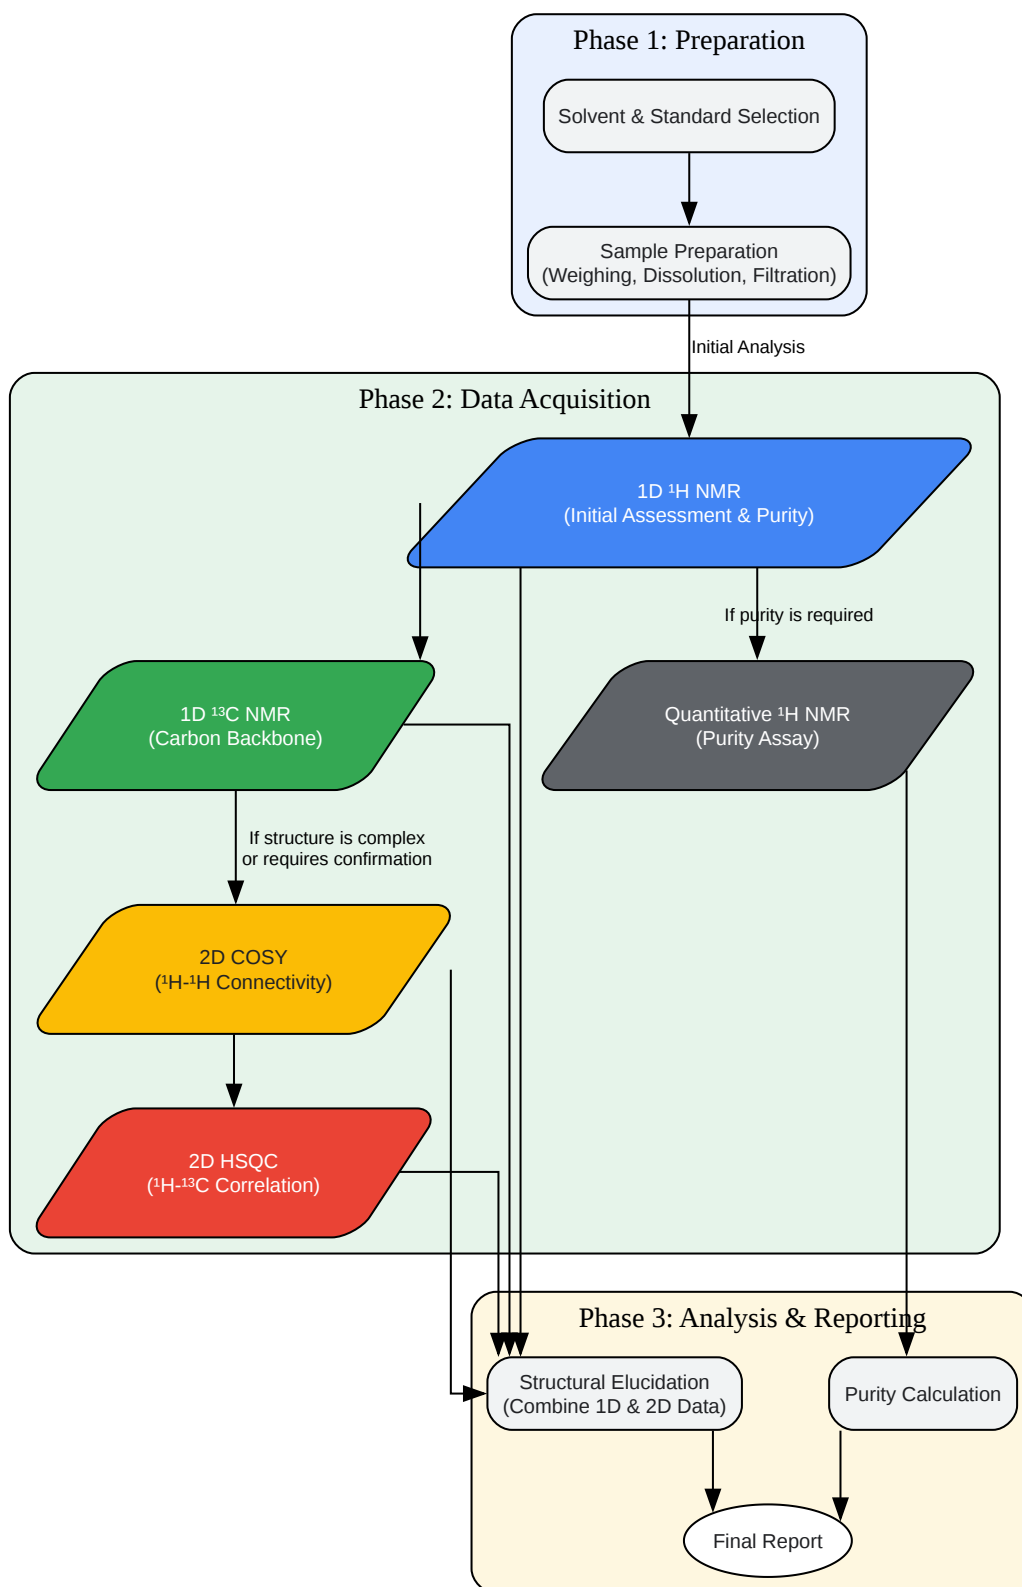 Phase 1: Preparation
Solvent & Standard Selection
Sample Preparation
(Weighing, Dissolution, Filtration)
Initial Analysis
Phase 2: Data Acquisition
1D ¹H NMR
(Initial Assessment & Purity)
If purity is required
1D ¹³C NMR
(Carbon Backbone)
Quantitative ¹H NMR
(Purity Assay)
If structure is complex
or requires confirmation
2D COSY
(¹H-¹H Connectivity)
2D HSQC
(¹H-¹³C Correlation)
Phase 3: Analysis & Reporting
Structural Elucidation
(Combine 1D & 2D Data)
Purity Calculation
Final Report